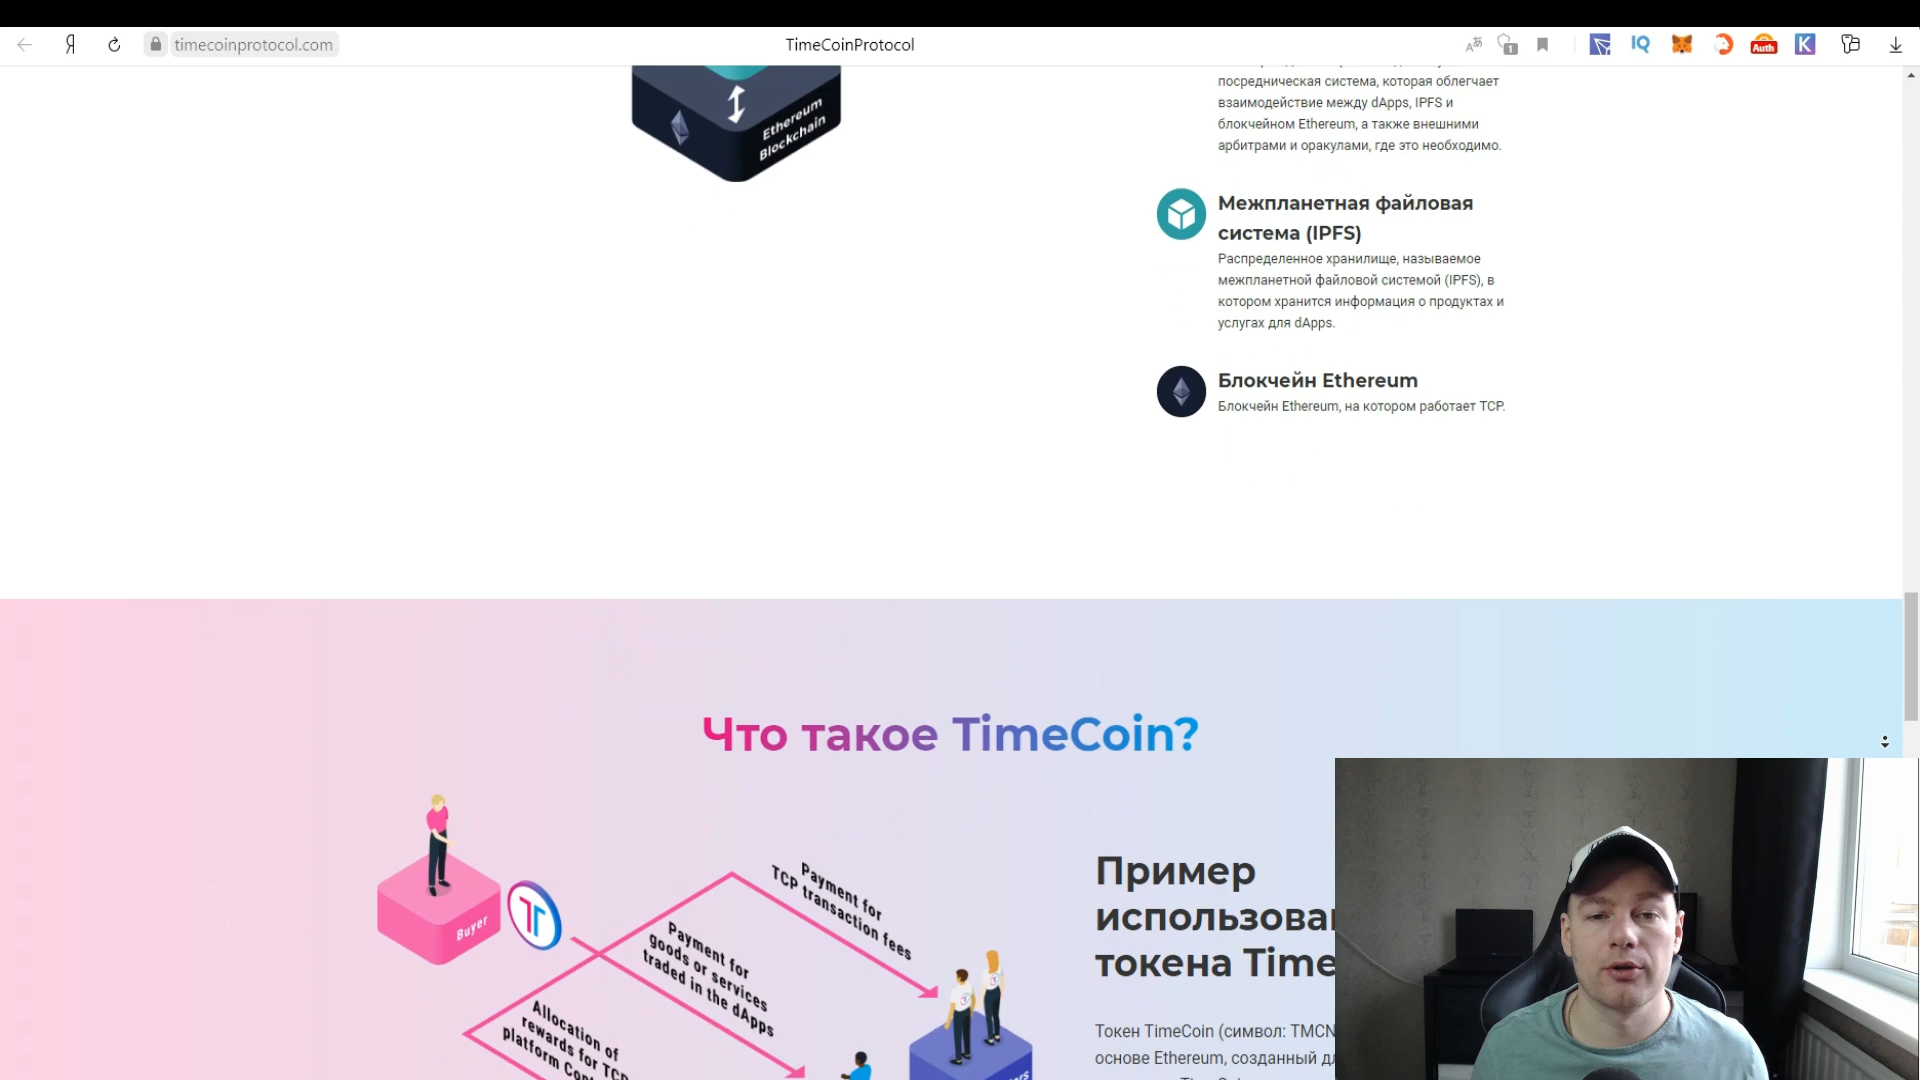 timecoinprotocol.com
TimeCoinProtocol
1
IQ
Auth
K
посредническая система, которая облегчает
взаимодействие между dApps, IPFS и
блокчейном Ethereum, а также внешними
арбитрами и оракулами, где это необходимо.
Ethereum
Blockchain
Межпланетная файловая
система (IPFS)
Распределенное хранилище, называемое
межпланетной файловой системой (IPFS), в
котором хранится информация о продуктах и
услугах для dApps.
Блокчейн Ethereum
Блокчейн Ethereum, на котором работает TCP.
Что такое TimeCoin?
Buyer
Payment for
TCP transaction fees
Payment for
goods or services
traded in the dApps
Allocation of
rewards for TCP
platform
Пример
токена Time
Токен TimeCoin (символ: TMCN
основе Ethereum, созданный